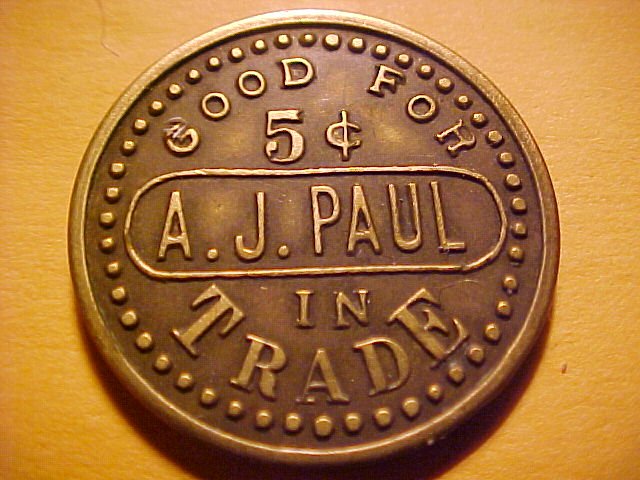 GOOD FOR
5¢
A. J. PAUL
IN
TRADE